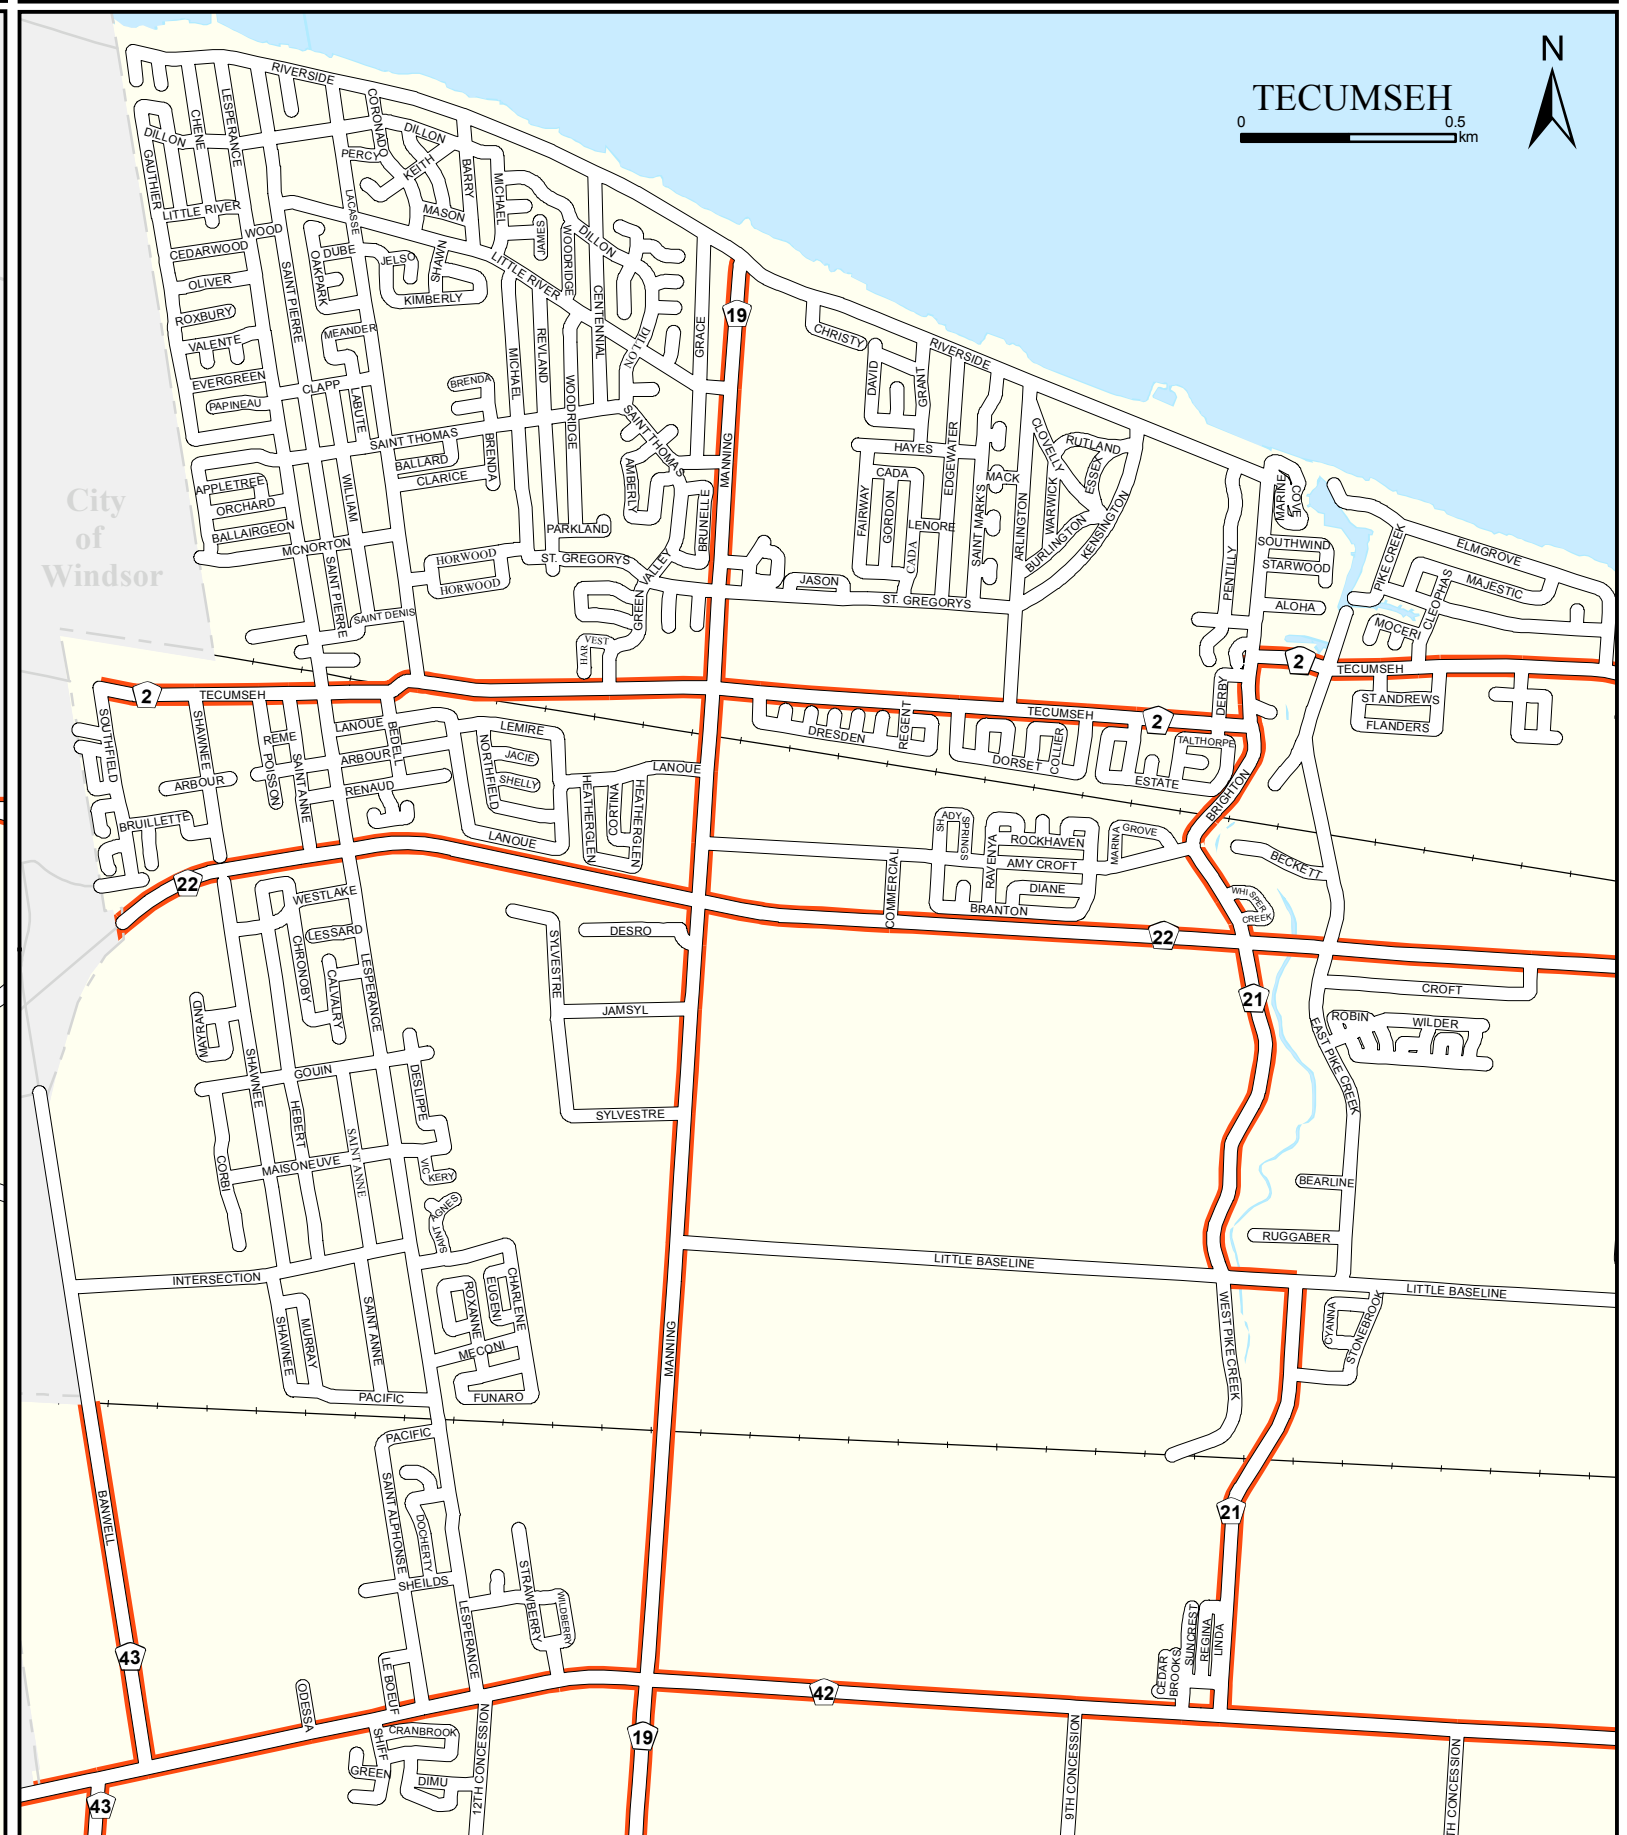 N
TECUMSEH
0 0.5
km
RIVERSIDE
CORONADO
DILLON
LESPERANCE
CHENE
DILLON
GAUTHIER
PERCY
KEITH
BARRY
MICHAEL
LACASSE
MASON
LITTLE RIVER
WOOD
CEDARWOOD
JAMES
WOODRIDGE
DILLON
OAKPARK
DUBE
JELSO
SHAWN
LITTLE RIVER
OLIVER
SAINT PIERRE
KIMBERLY
CENTENNIAL
ROXBURY
MEANDER
VALENTE
REVLAND
MICHAEL
DILLON
GRACE
19
CHRISTY
RIVERSIDE
EVERGREEN
CLAPP
LABUTE
BRENDA
WOODRIDGE
DAVID
GRANT
PAPINEAU
SAINT THOMAS
SAINT THOMAS
BALLARD
BRENDA
CLARICE
AMBERLY
MANNING
HAYES
EDGEWATER
CLOVELLY
RUTLAND
ESSEX
CADA
MACK
APPLETREE
ORCHARD
BALLAIRGEON
WILLIAM
MCNORTON
PARKLAND
BRUNELLE
FAIRWAY
GORDON
LENORE
CADA
SAINT MARK'S
ARLINGTON
WARWICK
BURLINGTON
KENSINGTON
MARINE
COVE
City
of
Windsor
HORWOOD
HORWOOD
ST. GREGORYS
GREEN VALLEY
JASON
ST. GREGORYS
PENTILLY
SOUTHWIND
STARWOOD
ALOHA
PIKE CREEK
ELMGROVE
MAJESTIC
CLEOPHAS
MOCERI
SAINT PIERRE
SAINT DENIS
HAR
VEST
2
TECUMSEH
2
TECUMSEH
TECUMSEH
2
DERBY
ST ANDREWS
FLANDERS
SOUTHFIELD
SHAWNEE
REME
POISSON
SAINT ANNE
LANOUE
BEDELL
ARBOUR
RENAUD
ARBOUR
BRUILLETTE
LEMIRE
NORTHFIELD
JACIE
SHELLY
LANOUE
LANOUE
HEATHERGLEN
CORTINA
HEATHERGLEN
DRESDEN
REGENT
DORSET
COLLIER
TALTHORPE
ESTATE
BRIGHTON
SH
ADY
SPRINGS
RAVENYA
ROCKHAVEN
AMY CROFT
DIANE
BRANTON
MARINA
GROVE
COMMERCIAL
BECKETT
WHISPER
CREEK
22
22
WESTLAKE
LESSARD
CHRONOBY
CALVALRY
LESPERANCE
SYLVESTRE
DESRO
JAMSYL
SYLVESTRE
21
CROFT
ROBIN
WILDER
EAST PIKE CREEK
MAYRAND
SHAWNEE
GOUIN
DESLIPPE
HEBERT
SAINT ANNE
MAISONEUVE
CORBI
VIC
KERY
SAINT
AGNES
BEARLINE
RUGGABER
INTERSECTION
LITTLE BASELINE
LITTLE BASELINE
ROXANNE
EUGENI
CHARLENE
MECONI
FUNARO
SHAWNEE
MURRAY
SAINT ANNE
PACIFIC
MANNING
WEST PIKE CREEK
CYANNA
STONEBROOK
PACIFIC
BANWELL
SAINT ALPHONSE
DOCHERTY
SHEILDS
STRAWBERRY
WILDBERRY
LESPERANCE
21
43
ODESSA
LE BOEUF
SHIFF
CRANBROOK
GREEN
DIMU
12TH CONCESSION
19
42
CEDAR
BROOKS
SUNCREST
REGINA
LINDA
9TH CONCESSION
TH CONCESSION
43